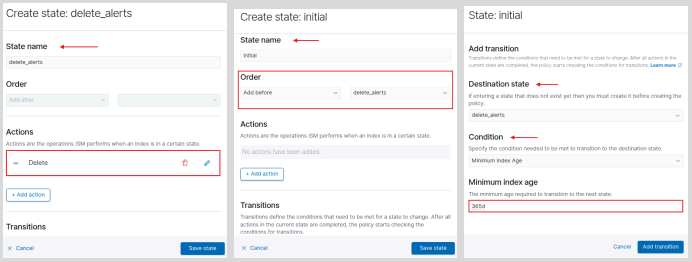 Create state: delete_alerts
State name
delete_alerts
Order
Add after
Actions
Actions are the operations ISM performs when an index is in a certain state.
Delete
+ Add action
Transitions
Cancel
Save state
Create state: initial
State name
initial
Order
Add before
delete_alerts
Actions
Actions are the operations ISM performs when an index is in a certain state.
No actions have been added
+ Add action
Transitions
Transitions define the conditions that need to be met for a state to change. After all
actions in the current state are completed, the policy starts checking the
conditions for transitions.
Cancel
Save state
State: initial
Add transition
Transitions define the conditions that need to be met for a state to change. After all actions in the
current state are completed, the policy starts checking the conditions for transitions. Learn more
Destination state
If entering a state that does not exist yet then you must create it before creating the
policy.
delete_alerts
Condition
Specify the condition needed to be met to transition to the destination state.
Minimum Index Age
Minimum index age
The minimum age required to transition to the next state.
365d
Cancel
Add transition